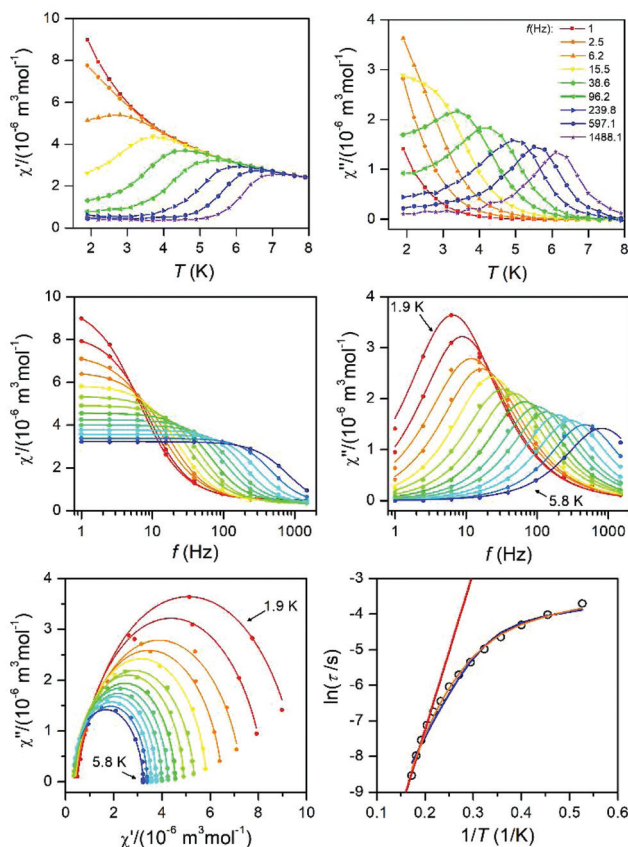 χ'/(10⁻⁶ m³mol⁻¹)
10
8
6
4
2
0
2 3 4 5 6 7 8
T (K)
χ''/(10⁻⁶ m³mol⁻¹)
4
3
2
1
0
2 3 4 5 6 7 8
T (K)
f(Hz):
1
2.5
6.2
15.5
38.6
96.2
239.8
597.1
1488.1
χ'/(10⁻⁶ m³mol⁻¹)
10
8
6
4
2
0
1 10 100 1000
f (Hz)
χ''/(10⁻⁶ m³mol⁻¹)
4
3
2
1
0
1 10 100 1000
f (Hz)
1.9 K
5.8 K
χ''/(10⁻⁶ m³mol⁻¹)
4
3
2
1
0
0 2 4 6 8 10
χ'/(10⁻⁶ m³mol⁻¹)
1.9 K
5.8 K
ln(τ/s)
-3
-4
-5
-6
-7
-8
-9
0.1 0.2 0.3 0.4 0.5 0.6
1/T (1/K)